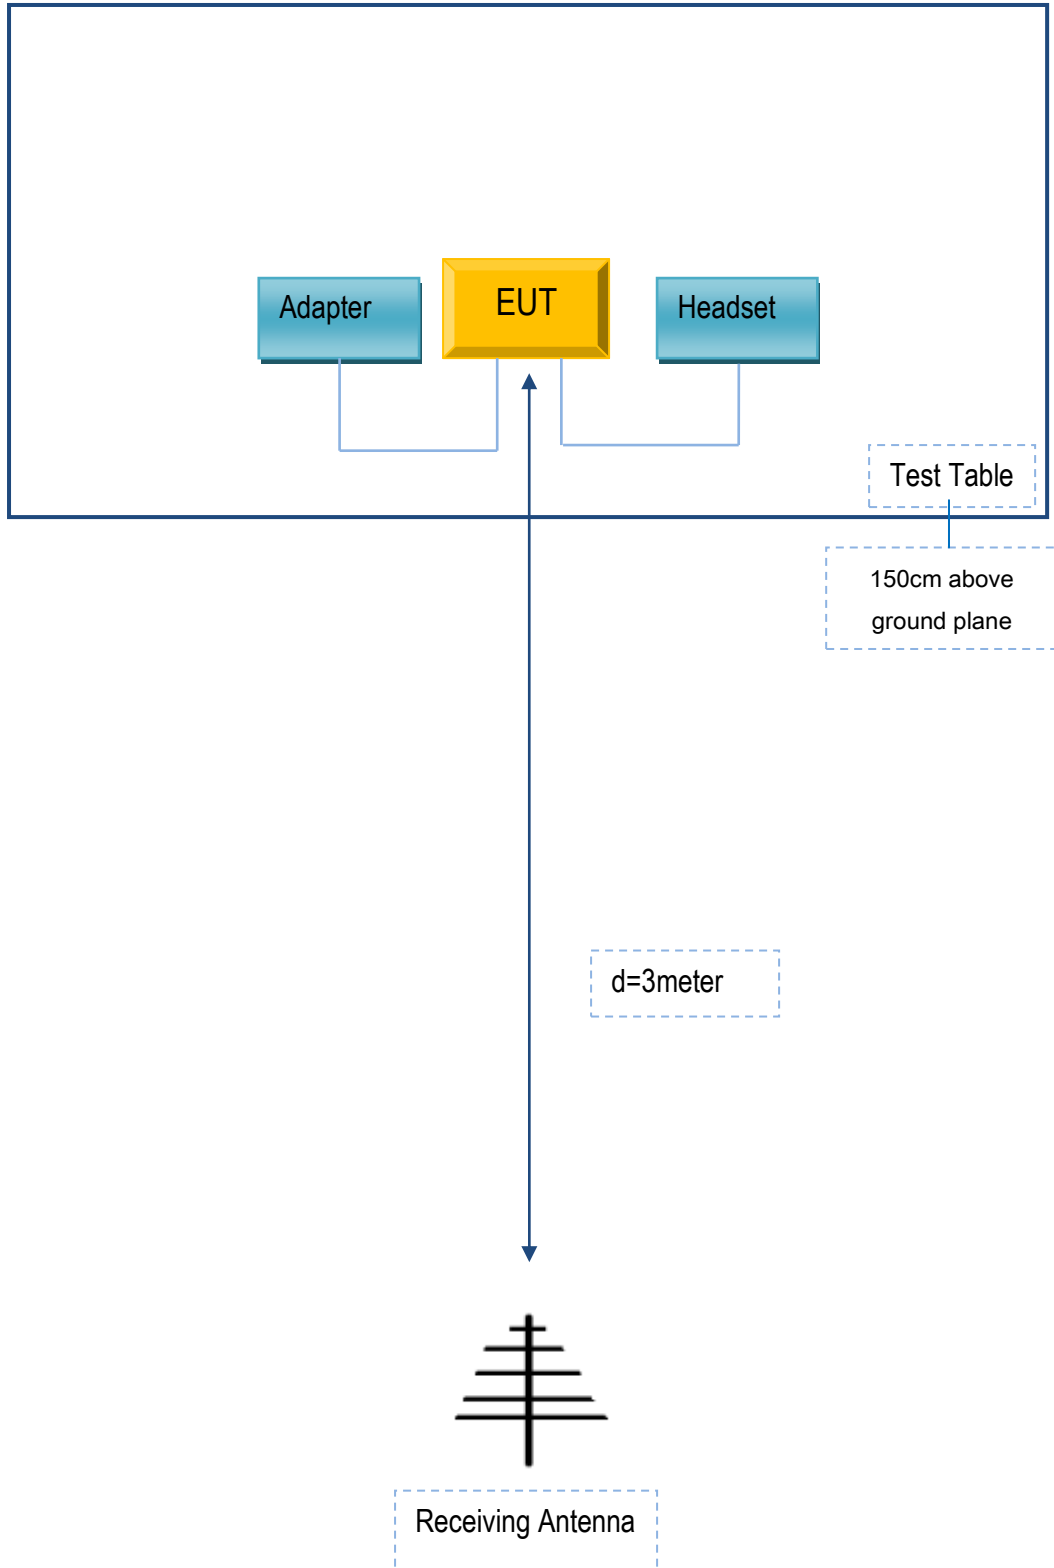 Adapter
EUT
Headset
Test Table
150cm above
ground plane
d=3meter
Receiving Antenna